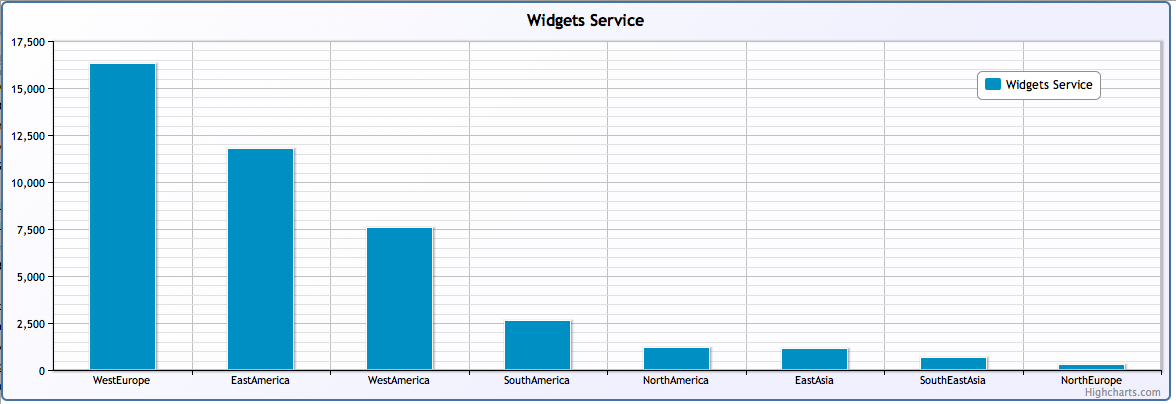 Widgets Service
17,500
15,000
12,500
10,000
7,500
5,000
2,500
0
Widgets Service
WestEurope EastAmerica WestAmerica SouthAmerica NorthAmerica EastAsia SouthEastAsia NorthEurope
Highcharts.com